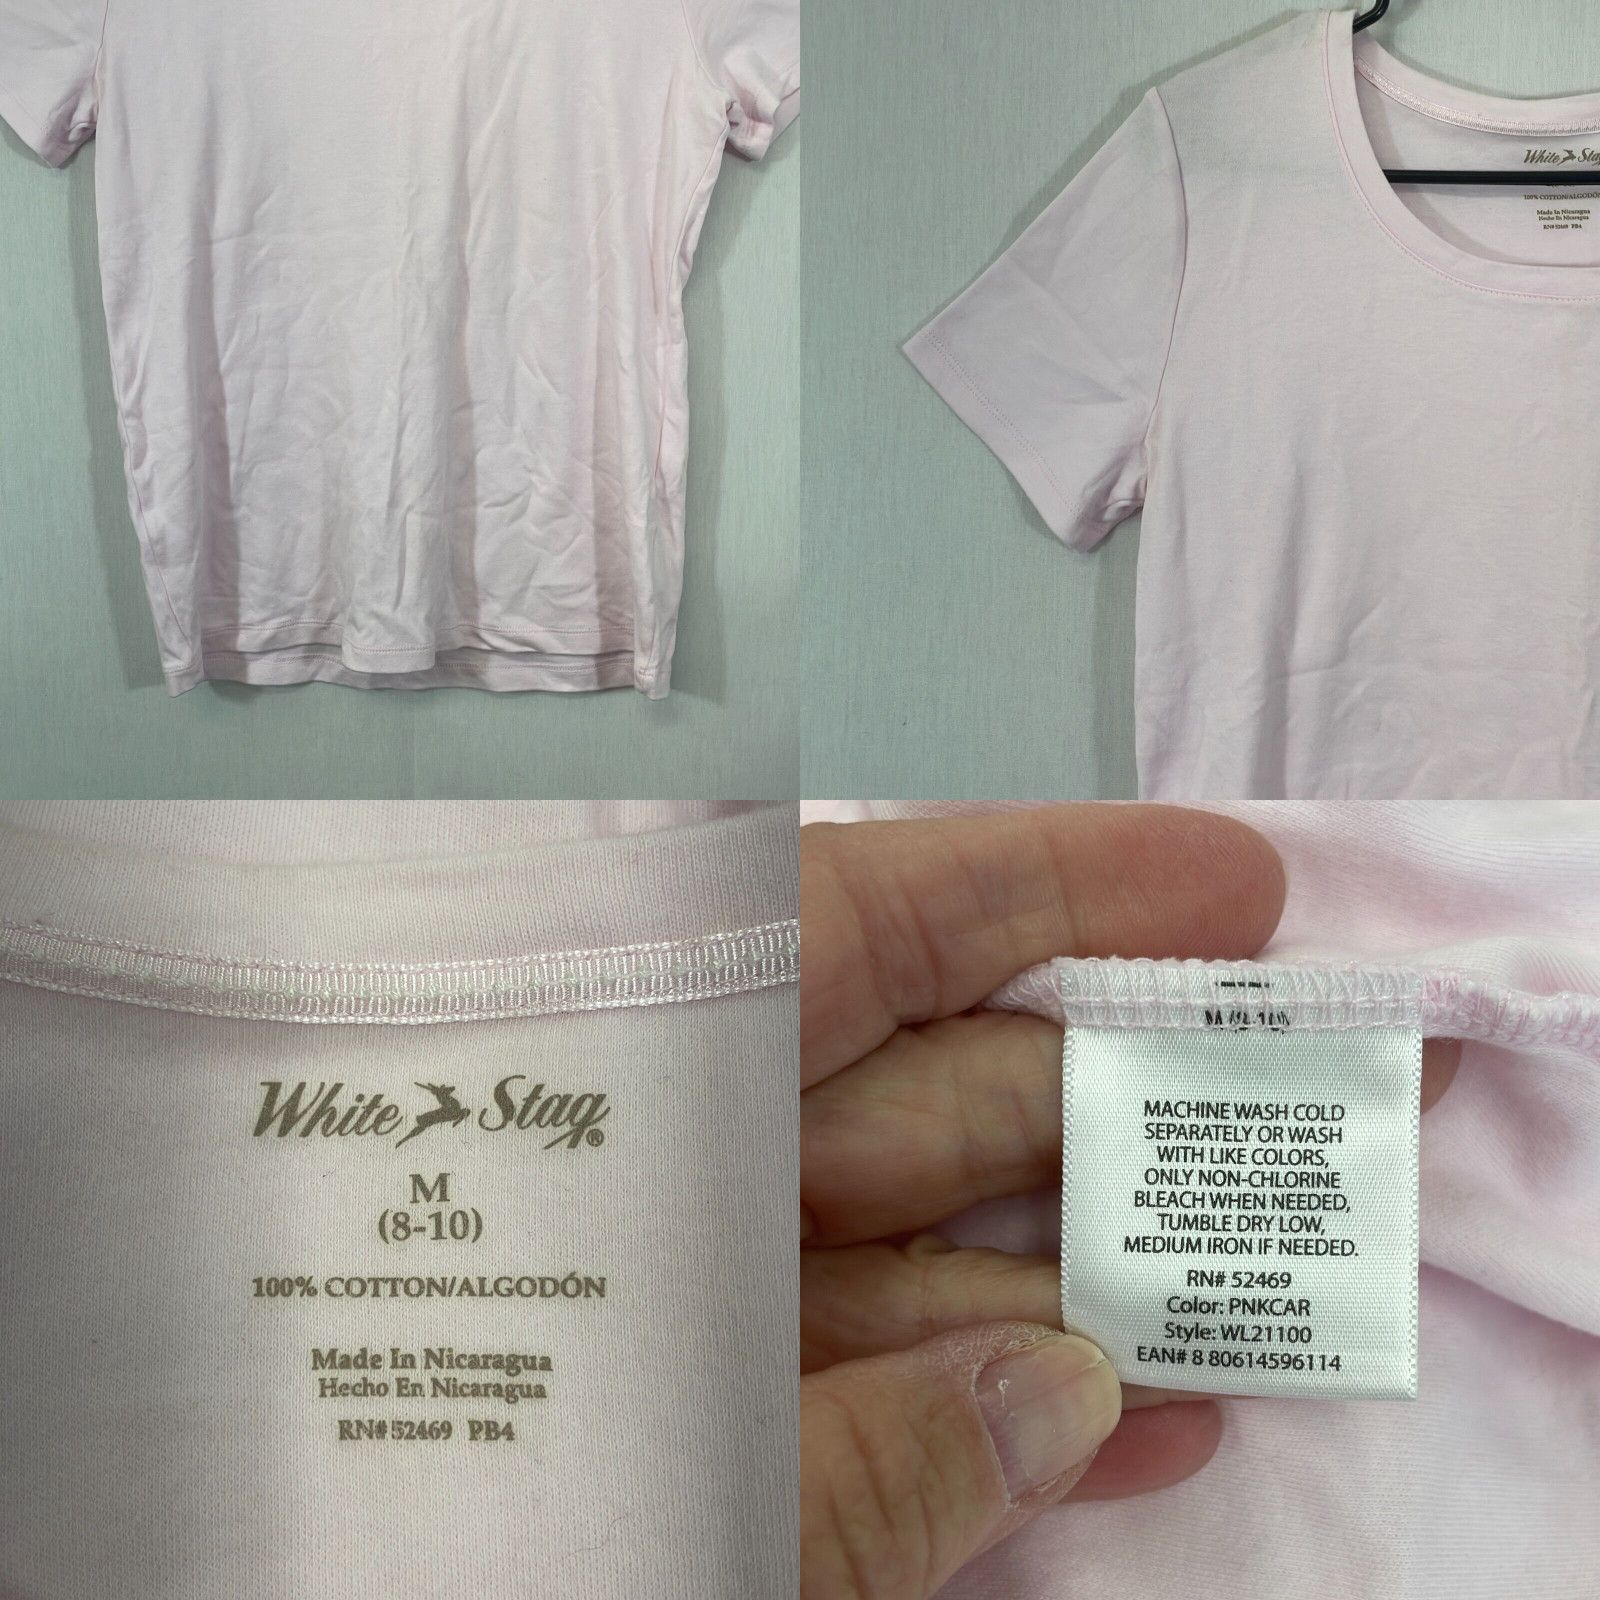 White Sta
100% COTTON/ALGODÓN
Made In Nicaragua
Hecho En Nicaragua
RN# 52469 PB4
White Stag®
M
(8-10)
100% COTTON/ALGODÓN
Made In Nicaragua
Hecho En Nicaragua
RN# 52469 PB4
M (8-10)
MACHINE WASH COLD
SEPARATELY OR WASH
WITH LIKE COLORS,
ONLY NON-CHLORINE
BLEACH WHEN NEEDED,
TUMBLE DRY LOW,
MEDIUM IRON IF NEEDED.
RN# 52469
Color: PNKCAR
Style: WL21100
EAN# 8 80614596114